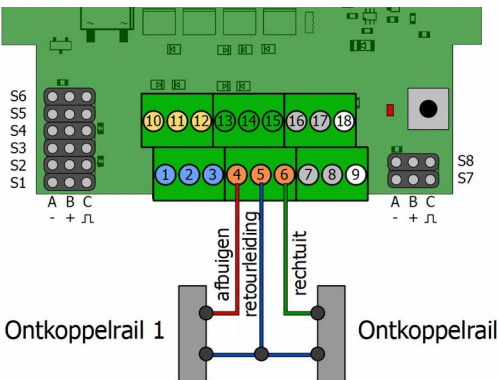 S6
S5
S4
S3
S2
S1
A B C
- + ⎍
10 11 12 13 14 15 16 17 18
1 2 3 4 5 6 7 8 9
S8
S7
A B C
- + ⎍
afbuigen
retourleiding
rechtuit
Ontkoppelrail 1
Ontkoppelrail